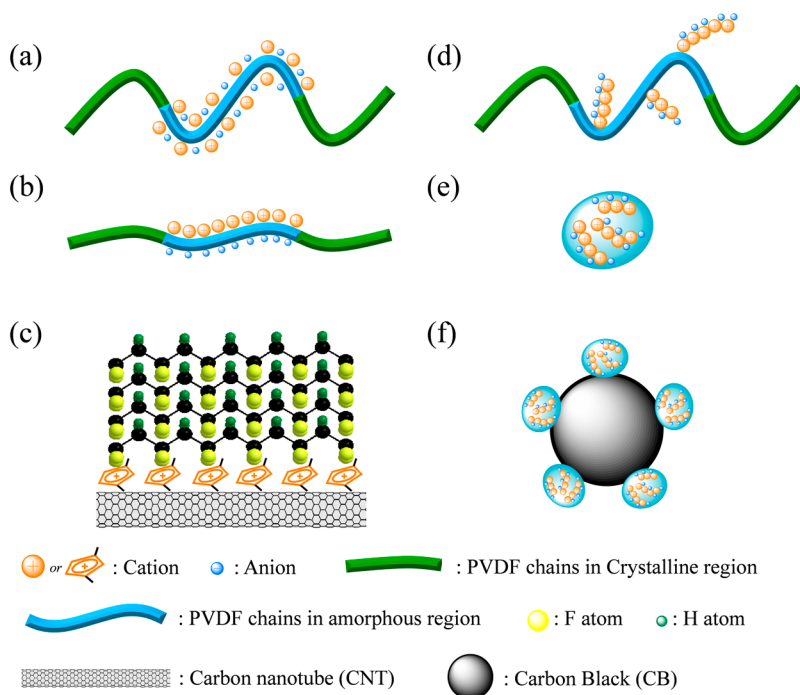 (a)
(d)
(b)
(e)
(c)
(f)
or : Cation : Anion : PVDF chains in Crystalline region
: PVDF chains in amorphous region : F atom : H atom
: Carbon nanotube (CNT) : Carbon Black (CB)